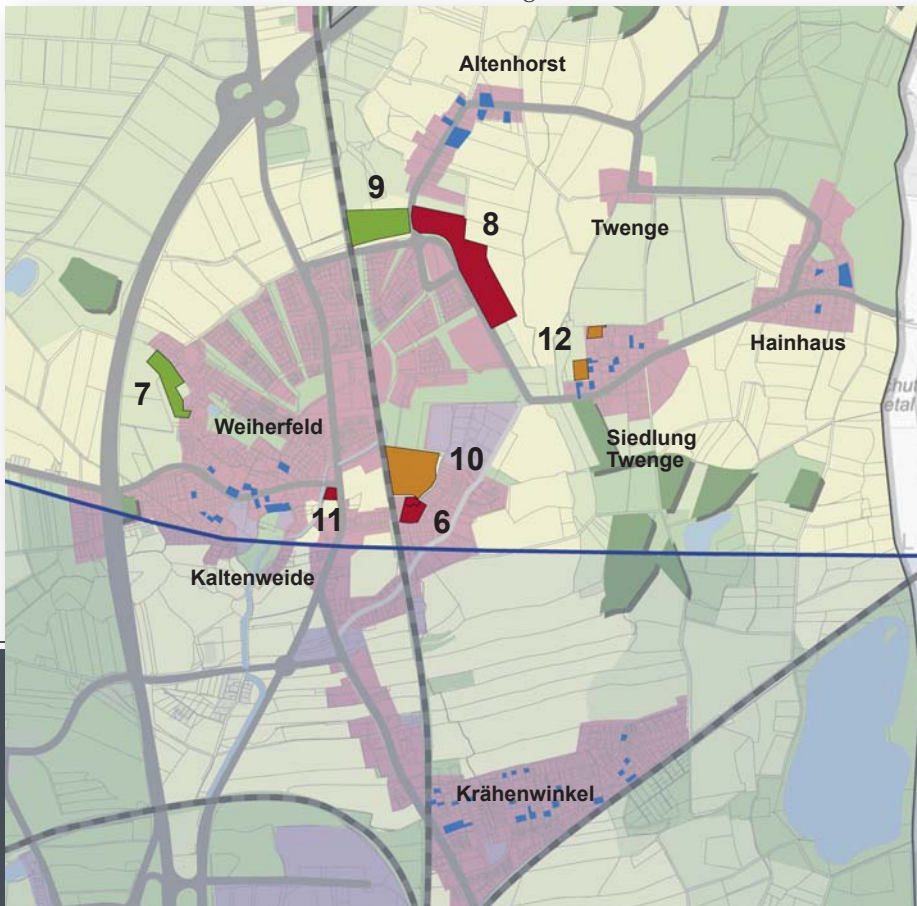 Altenhorst
9
8
Twenge
12
Hainhaus
7
Weiherfeld
Siedlung
Twenge
10
11
6
Kaltenweide
Krähenwinkel